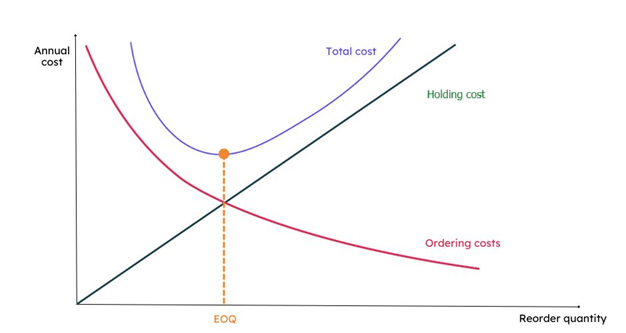 Annual
cost
Total cost
Holding cost
Ordering costs
EOQ
Reorder quantity